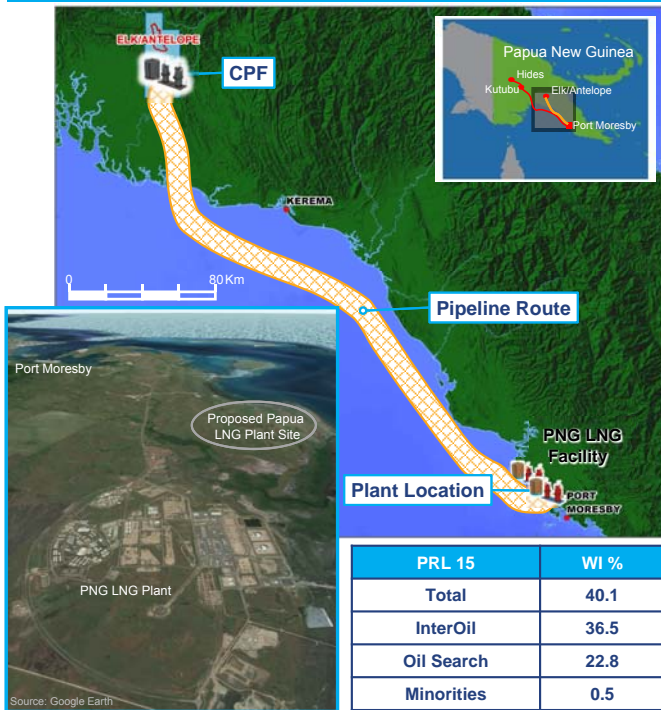 ELK/ANTELOPE
CPF
Papua New Guinea
Hides
Kutubu
Elk/Antelope
Port Moresby
KEREMA
0 80Km
Pipeline Route
Port Moresby
Proposed Papua
LNG Plant Site
PNG LNG
Facility
Plant Location
PORT
MORESBY
PNG LNG Plant
Source: Google Earth
PRL 15 WI %
Total 40.1
InterOil 36.5
Oil Search 22.8
Minorities 0.5